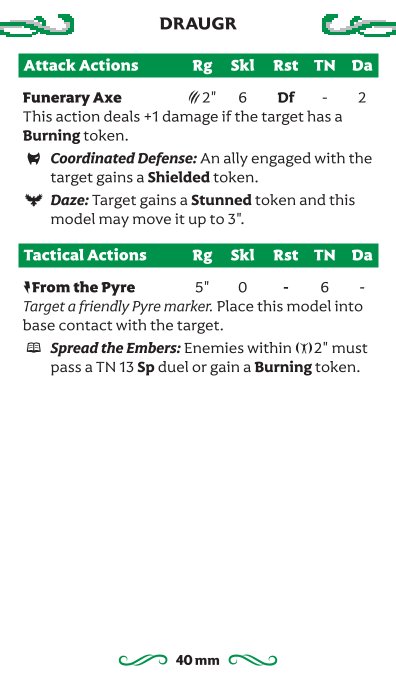 DRAUGR
Attack Actions Rg Skl Rst TN Da
Funerary Axe 2" 6 Df - 2
This action deals +1 damage if the target has a
Burning token.
Coordinated Defense: An ally engaged with the
target gains a Shielded token.
Daze: Target gains a Stunned token and this
model may move it up to 3".
Tactical Actions Rg Skl Rst TN Da
From the Pyre 5" 0 - 6 -
Target a friendly Pyre marker. Place this model into
base contact with the target.
Spread the Embers: Enemies within 2" must
pass a TN 13 Sp duel or gain a Burning token.
40 mm